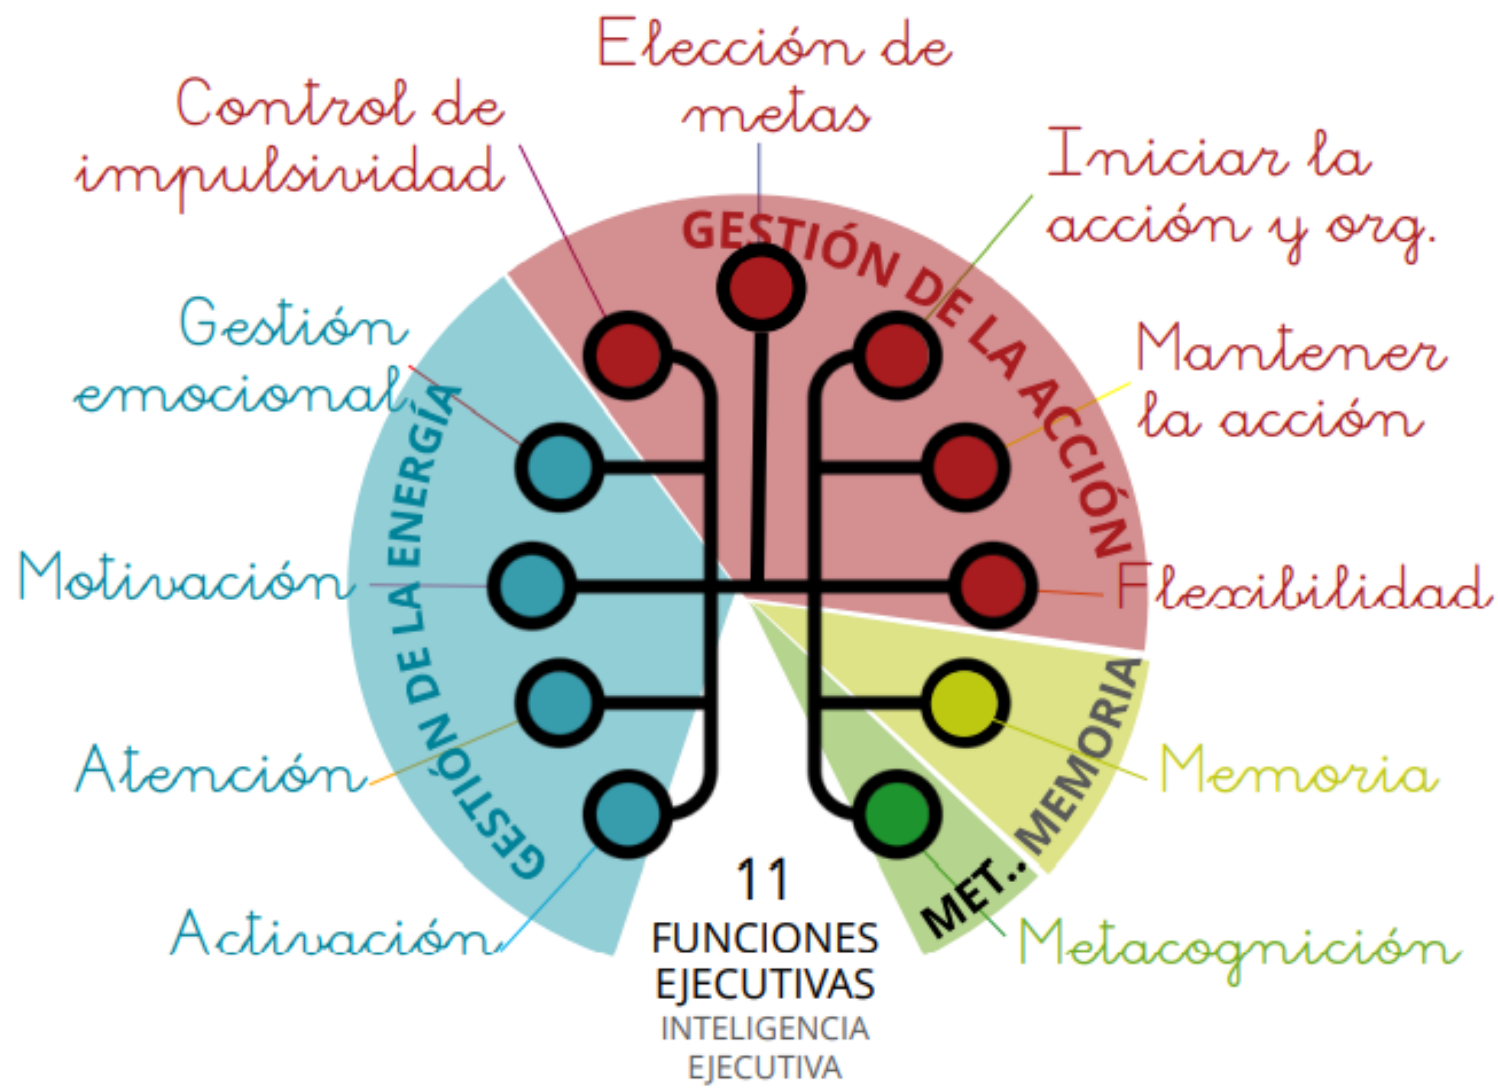 Elección de
metas
Control de
impulsividad
Iniciar la
acción y org.
GESTIÓN DE LA ACCIÓN
Gestión
emocional
Mantener
la acción
GESTIÓN DE LA ENERGÍA
Motivación
Flexibilidad
MEMORIA
Atención
Memoria
MET..
Activación
Metacognición
11
FUNCIONES
EJECUTIVAS
INTELIGENCIA
EJECUTIVA